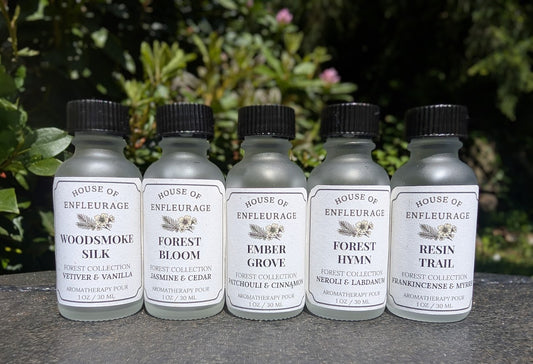 HOUSE OF
ENFLEURAGE
WOODSMOKE
SILK
FOREST COLLECTION
VETIVER & VANILLA
AROMATHERAPY POUR
1 OZ / 30 ML
HOUSE OF
ENFLEURAGE
FOREST
BLOOM
FOREST COLLECTION
JASMINE & CEDAR
AROMATHERAPY POUR
1 OZ / 30 ML
HOUSE OF
ENFLEURAGE
EMBER
GROVE
FOREST COLLECTION
PATCHOULI & CINNAMON
AROMATHERAPY POUR
1 OZ / 30 ML
HOUSE OF
ENFLEURAGE
FOREST
HYMN
FOREST COLLECTION
NEROLI & LABDANUM
AROMATHERAPY POUR
1 OZ / 30 ML
HOUSE OF
ENFLEURAGE
RESIN
TRAIL
FOREST COLLECTION
FRANKINCENSE & MYRRH
AROMATHERAPY POUR
1 OZ / 30 ML